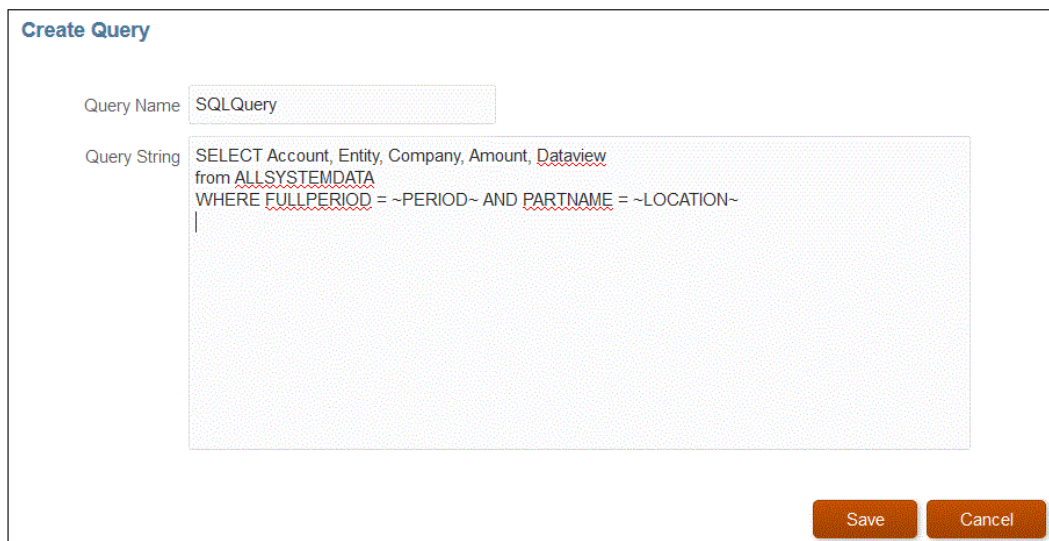 Create Query
Query Name SQLQuery
Query String SELECT Account, Entity, Company, Amount, Dataview
from ALLSYSTEMDATA
WHERE FULLPERIOD = ~PERIOD~ AND PARTNAME = ~LOCATION~
Save Cancel